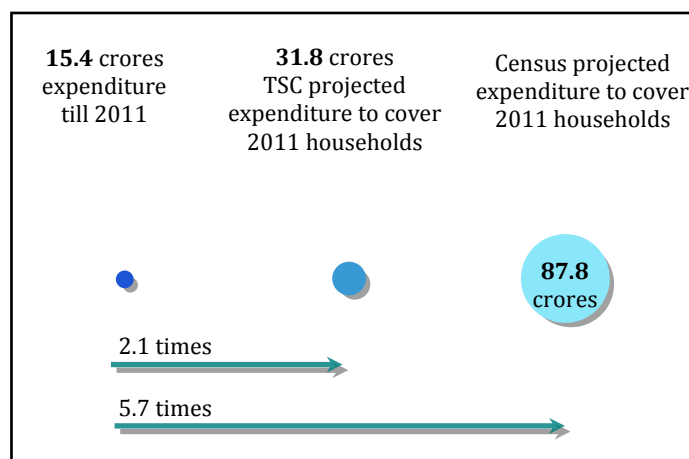 15.4 crores
expenditure
till 2011
31.8 crores
TSC projected
expenditure to cover
2011 households
Census projected
expenditure to cover
2011 households
87.8
crores
2.1 times
5.7 times